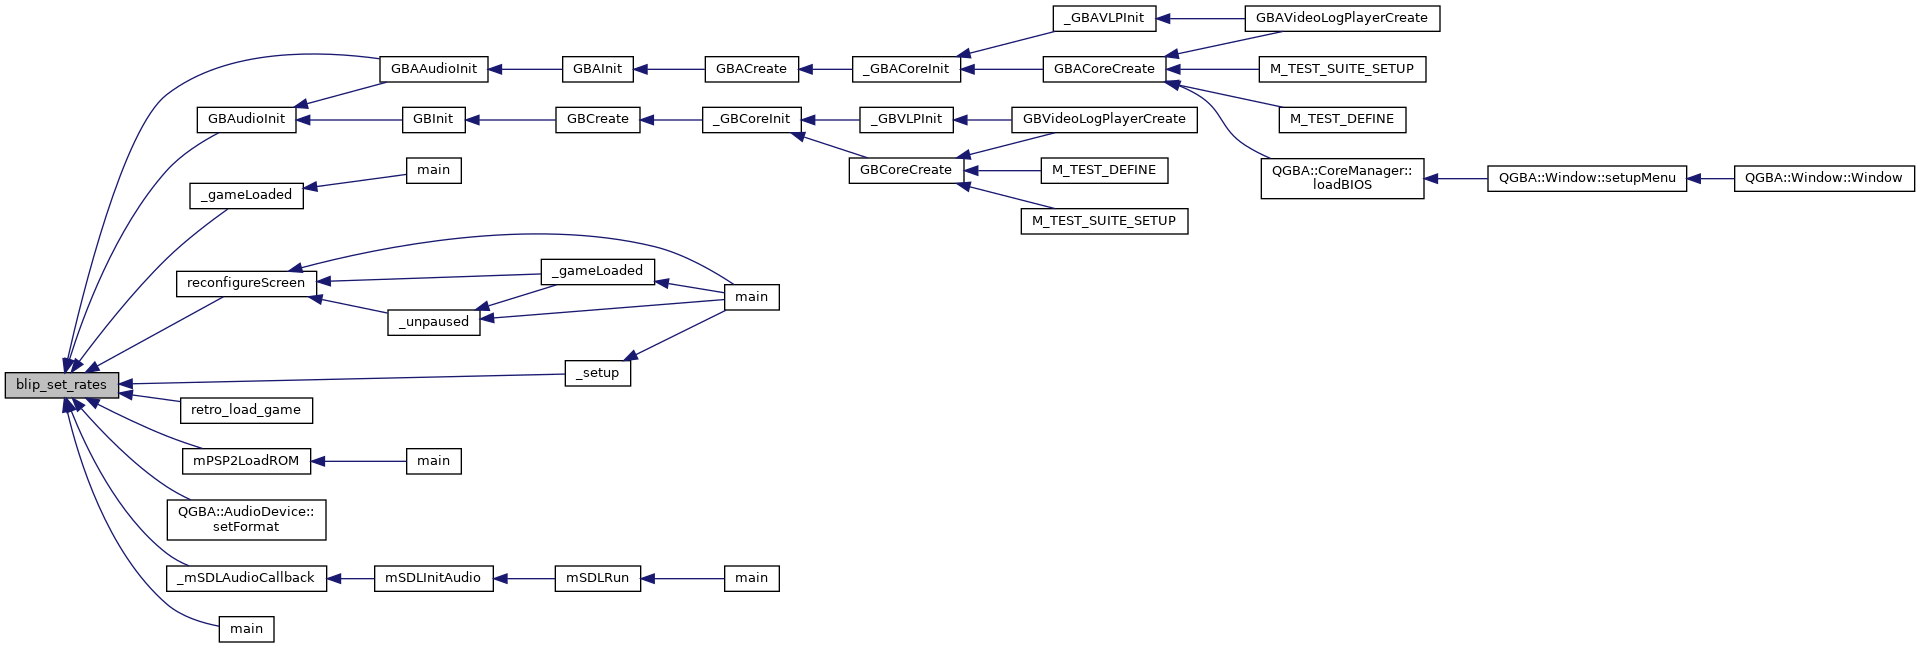 _GBAVLPInit
GBAVideoLogPlayerCreate
GBAAudioInit
GBAInit
GBACreate
_GBACoreInit
GBACoreCreate
M_TEST_SUITE_SETUP
GBAudioInit
GBInit
GBCreate
_GBCoreInit
_GBVLPInit
GBVideoLogPlayerCreate
M_TEST_DEFINE
main
GBCoreCreate
M_TEST_DEFINE
QGBA::CoreManager::
loadBIOS
QGBA::Window::setupMenu
QGBA::Window::Window
_gameLoaded
M_TEST_SUITE_SETUP
reconfigureScreen
_gameLoaded
main
_unpaused
_setup
blip_set_rates
retro_load_game
mPSP2LoadROM
main
QGBA::AudioDevice::
setFormat
_mSDLAudioCallback
mSDLInitAudio
mSDLRun
main
main